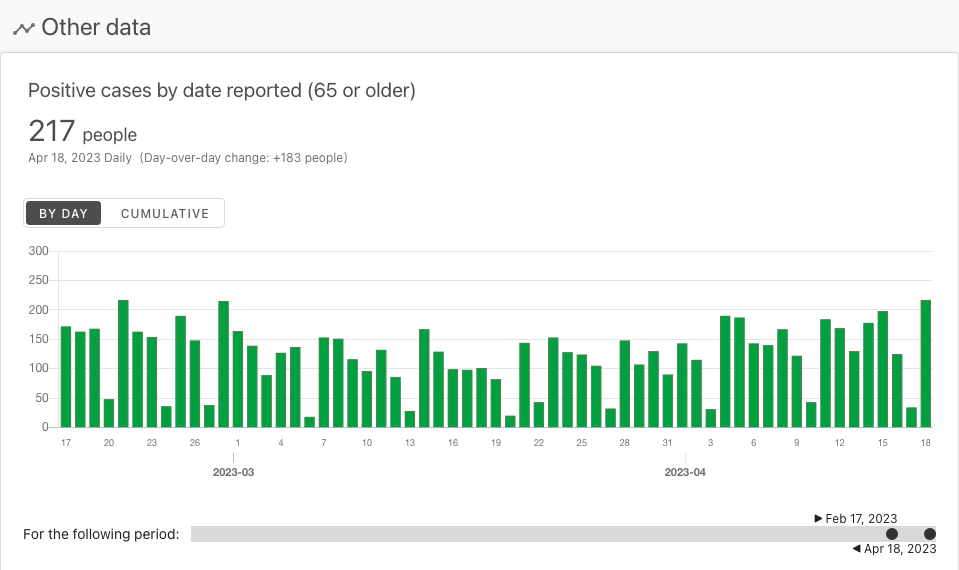 Other data
Positive cases by date reported (65 or older)
217 people
Apr 18, 2023 Daily (Day-over-day change: +183 people)
BY DAY CUMULATIVE
300
250
200
150
100
50
0
17 20 23 26 1 4 7 10 13 16 19 22 25 28 31 3 6 9 12 15 18
2023-03 2023-04
▶ Feb 17, 2023
For the following period:
◀ Apr 18, 2023